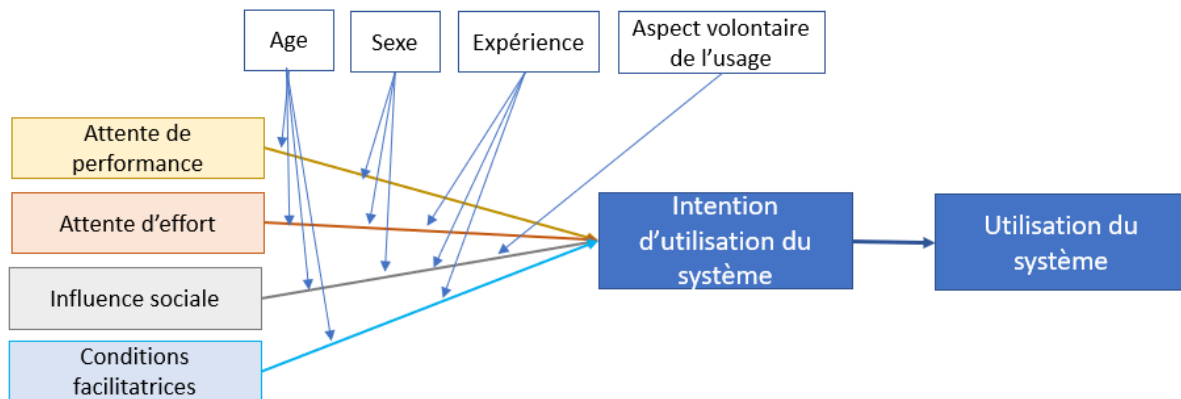 Age
Sexe
Expérience
Aspect volontaire
de l’usage
Attente de
performance
Attente d’effort
Influence sociale
Conditions
facilitatrices
Intention
d’utilisation du
système
Utilisation du
système